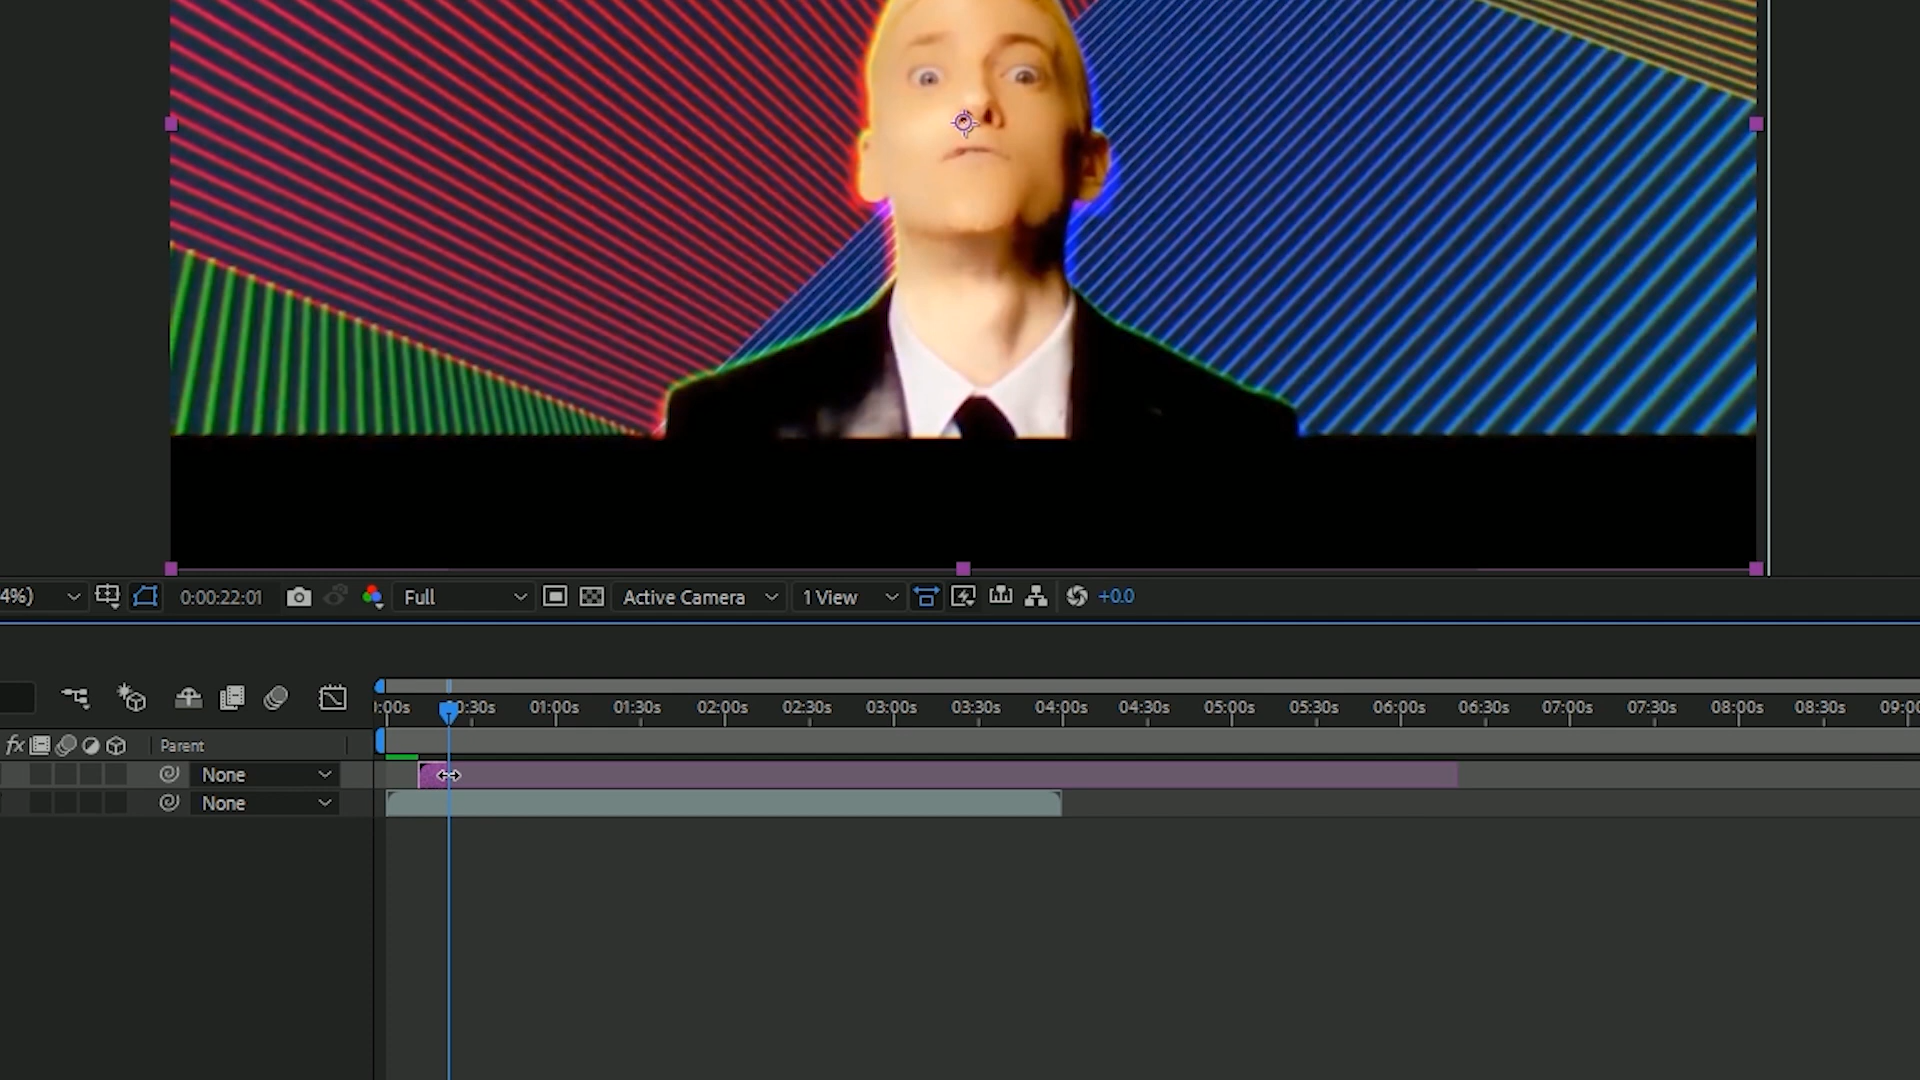 4%) 0:00:22:01 Full Active Camera 1 View +0.0
:00s 0:30s 01:00s 01:30s 02:00s 02:30s 03:00s 03:30s 04:00s 04:30s 05:00s 05:30s 06:00s 06:30s 07:00s 07:30s 08:00s 08:30s 09:00
fx Parent
None
None